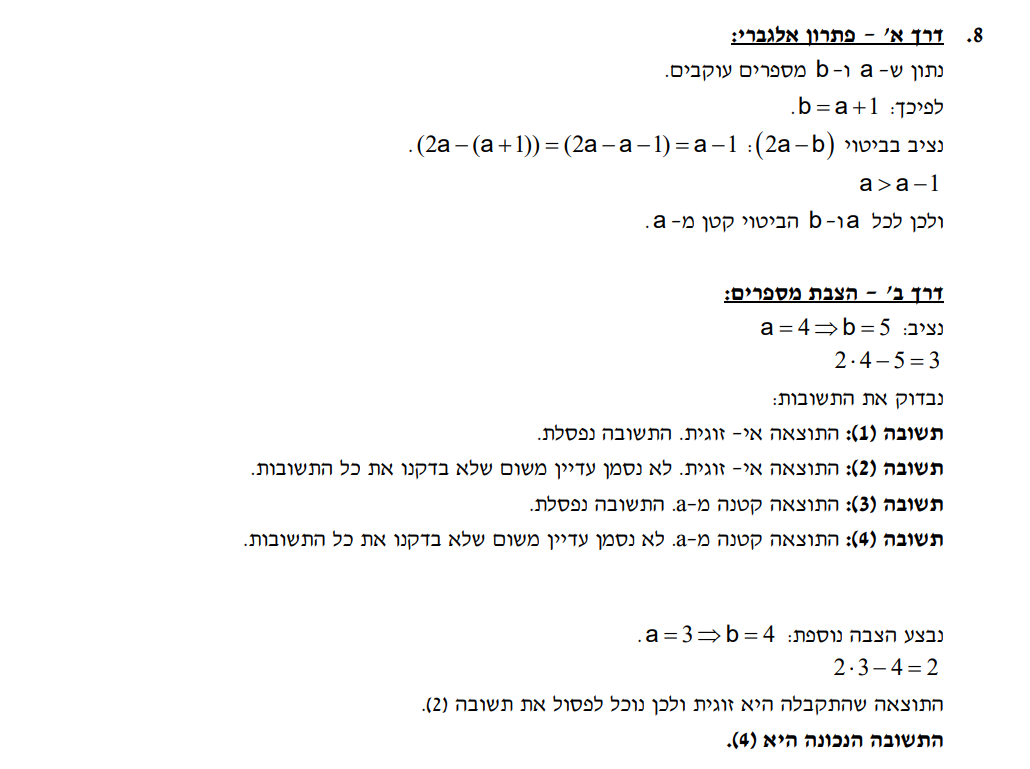 8. דרך א' – פתרון אלגברי:
נתון ש- a ו- b מספרים עוקבים.
לפיכך: b = a + 1.
נציב בביטוי (2a − b): (2a − (a + 1)) = (2a − a − 1) = a − 1.
a > a − 1
ולכן לכל a ו- b הביטוי קטן מ- a.
דרך ב' – הצבת מספרים:
נציב: a = 4 ⇒ b = 5
2 · 4 − 5 = 3
נבדוק את התשובות:
תשובה (1): התוצאה אי- זוגית. התשובה נפסלת.
תשובה (2): התוצאה אי- זוגית. לא נסמן עדיין משום שלא בדקנו את כל התשובות.
תשובה (3): התוצאה קטנה מ-a. התשובה נפסלת.
תשובה (4): התוצאה קטנה מ-a. לא נסמן עדיין משום שלא בדקנו את כל התשובות.
נבצע הצבה נוספת: a = 3 ⇒ b = 4.
2 · 3 − 4 = 2
התוצאה שהתקבלה היא זוגית ולכן נוכל לפסול את תשובה (2).
התשובה הנכונה היא (4).